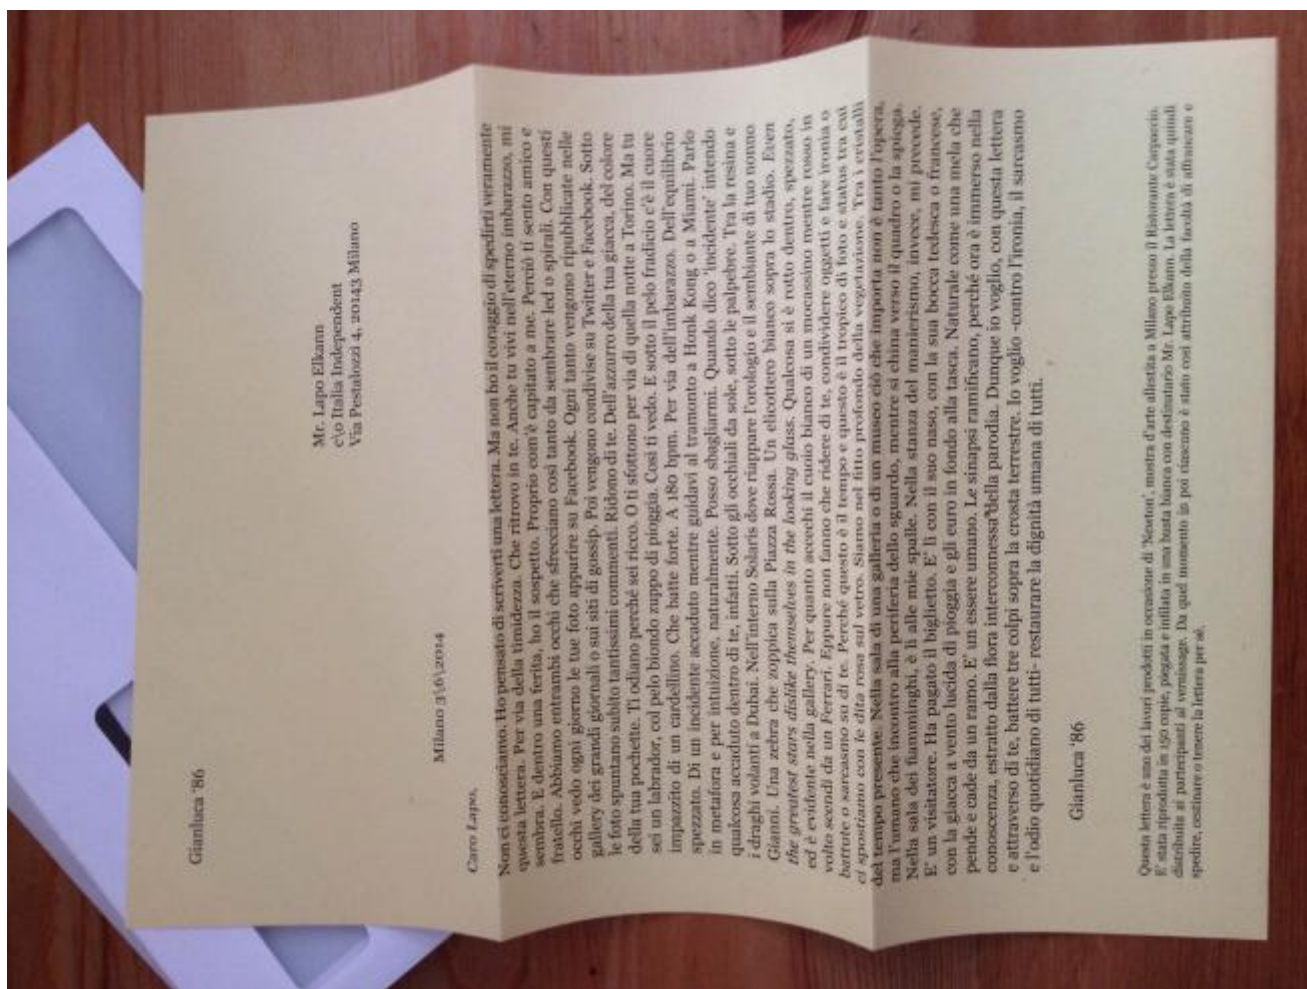 Gianluca '86
Mr. Lapo Elkann
c\o Italia Independent
Via Pestalozzi 4, 20143 Milano
Milano 3\6\2014
Caro Lapo,
Non ci conosciamo. Ho pensato di scriverti una lettera. Ma non ho il coraggio di spedirti veramente
questa lettera. Per via della timidezza. Che ritrovo in te. Anche tu vivi nell'eterno imbarazzo, mi
sembra. E dentro una ferita, ho il sospetto. Proprio com'è capitato a me. Perciò ti sento amico e
fratello. Abbiamo entrambi occhi che sfrecciano così tanto da sembrare led o spirali. Con questi
occhi vedo ogni giorno le tue foto apparire su Facebook. Ogni tanto vengono ripubblicate nelle
gallery dei grandi giornali o sui siti di gossip. Poi vengono condivise su Twitter e Facebook. Sotto
le foto spuntano subito tantissimi commenti. Ridono di te. Dell'azzurro della tua giacca, del colore
della tua pochette. Ti odiano perché sei ricco. O ti sfottono per via di quella notte a Torino. Ma tu
sei un labrador, col pelo biondo zuppo di pioggia. Così ti vedo. E sotto il pelo fradicio c'è il cuore
impazzito di un cardellino. Che batte forte. A 180 bpm. Per via dell'imbarazzo. Dell'equilibrio
spezzata. Di un incidente accaduto mentre guidavi al tramonto a Honk Kong o a Miami. Parlo
in metafora e per intuizione, naturalmente. Posso sbagliarmi. Quando dico 'incidente' intendo
qualcosa accaduto dentro di te, infatti. Sotto gli occhiali da sole, sotto le palpebre. Tra la resina e
i draghi volanti a Dubai. Nell'interno Solaris dove riappare l'orologio e il sembiante di tuo nonno
Gianni. Una zebra che zoppica sulla Piazza Rossa. Un elicottero bianco sopra lo stadio. Even
the greatest stars dislike themselves in the looking glass. Qualcosa si è rotto dentro, spezzato,
ed è evidente nella gallery. Per quanto accechi il cuoio bianco di un mocassino mentre rosso in
volto scendi da un Ferrari. Eppure non fanno che ridere di te, condividere oggetti e fare ironia o
battute o sarcasmo su di te. Perché questo è il tempo e questo è il tropico di foto e status tra cui
ci spostiamo con le dita rosa sul vetro. Siamo nel fitto profondo della vegetazione. Tra i cristalli
del tempo presente. Nella sala di una galleria o di un museo ciò che importa non è tanto l'opera,
ma l'umano che incontro alla periferia dello sguardo, mentre si china verso il quadro o la spiega.
Nella sala dei fiamminghi, è lì alle mie spalle. Nella stanza del manierismo, invece, mi precede.
E' un visitatore. Ha pagato il biglietto. E' lì con il suo naso, con la sua bocca tedesca o francese,
con la giacca a vento lucida di pioggia e gli euro in fondo alla tasca. Naturale come una mela che
pende e cade da un ramo. E' un essere umano. Le sinapsi ramificano, perché ora è immerso nella
conoscenza, estratto dalla flora interconnessa della parodia. Dunque io voglio, con questa lettera
e attraverso di te, battere tre colpi sopra la crosta terrestre. Io voglio -contro l'ironia, il sarcasmo
e l'odio quotidiano di tutti- restaurare la dignità umana di tutti.
Gianluca '86
Questa lettera è uno dei lavori prodotti in occasione di 'Newton', mostra d'arte allestita a Milano presso il Ristorante Carpaccio.
E' stata riprodotta in 150 copie, piegata e infilata in una busta bianca con destinatario Mr. Lapo Elkann. La lettera è stata quindi
distribuita ai partecipanti al vernissage. Da quel momento in poi ciascuno è stato così attribuito della facoltà di affrancare e
spedire, cestinare o tenere la lettera per sè.